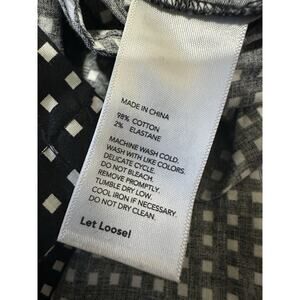 MADE IN CHINA
98% COTTON
2% ELASTANE
MACHINE WASH COLD.
WASH WITH LIKE COLORS.
DELICATE CYCLE.
DO NOT BLEACH.
REMOVE PROMPTLY.
TUMBLE DRY LOW.
COOL IRON IF NECESSARY.
DO NOT DRY CLEAN.
Let Loose!